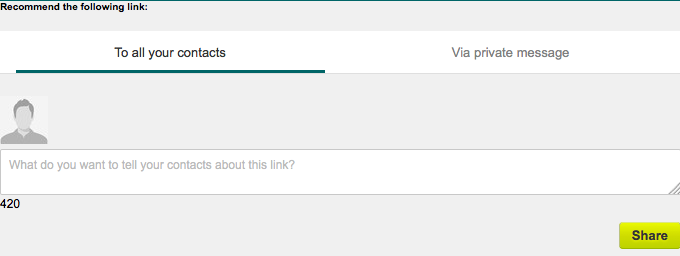 Recommend the following link:
To all your contacts
Via private message
What do you want to tell your contacts about this link?
420
Share